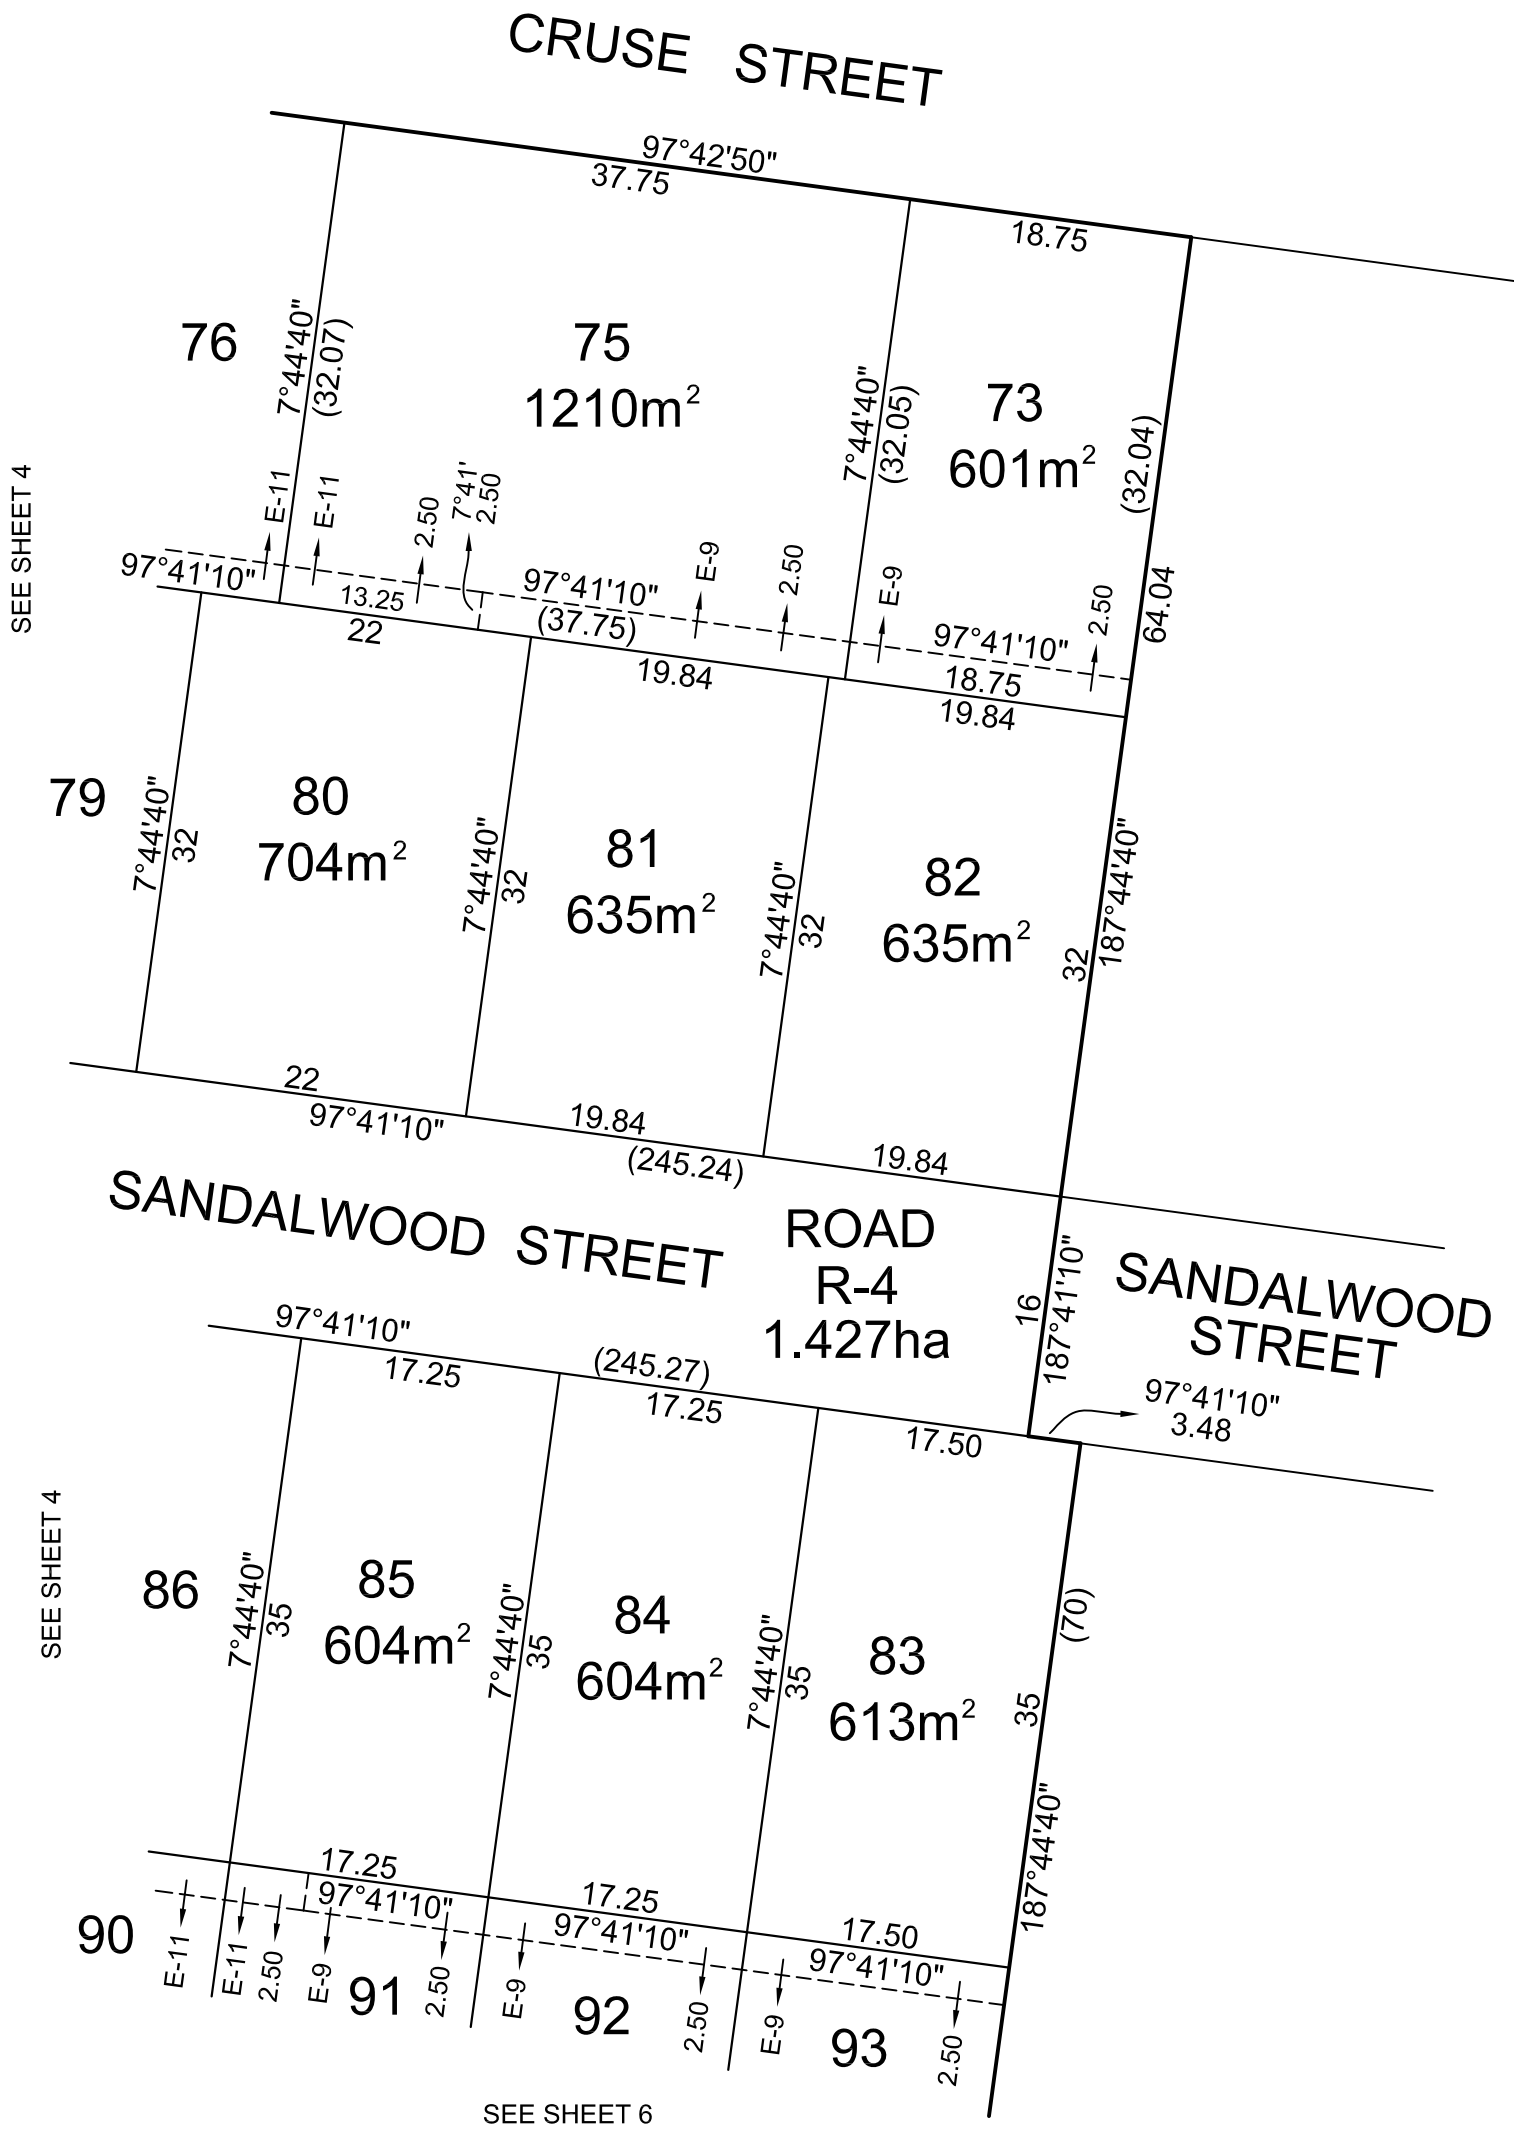 CRUSE STREET
97°42'50"
37.75
18.75
76
7°44'40"
(32.07)
75
1210m²
7°44'40"
(32.05)
73
601m²
(32.04)
64.04
SEE SHEET 4
E-11
E-11
2.50
7°41'
2.50
E-9
2.50
E-9
2.50
97°41'10"
13.25
97°41'10"
(37.75)
97°41'10"
18.75
22
19.84
19.84
79
7°44'40"
32
80
704m²
7°44'40"
32
81
635m²
7°44'40"
32
82
635m²
32
187°44'40"
22
97°41'10"
19.84
(245.24)
19.84
SANDALWOOD STREET
ROAD
R-4
1.427ha
16
187°41'10"
SANDALWOOD
STREET
97°41'10"
3.48
97°41'10"
(245.27)
17.25
17.25
17.50
SEE SHEET 4
86
7°44'40"
35
85
604m²
7°44'40"
35
84
604m²
7°44'40"
35
83
613m²
35
(70)
187°44'40"
17.25
97°41'10"
17.25
97°41'10"
17.50
97°41'10"
90
E-11
E-11
2.50
E-9
91
2.50
E-9
92
2.50
E-9
93
2.50
SEE SHEET 6